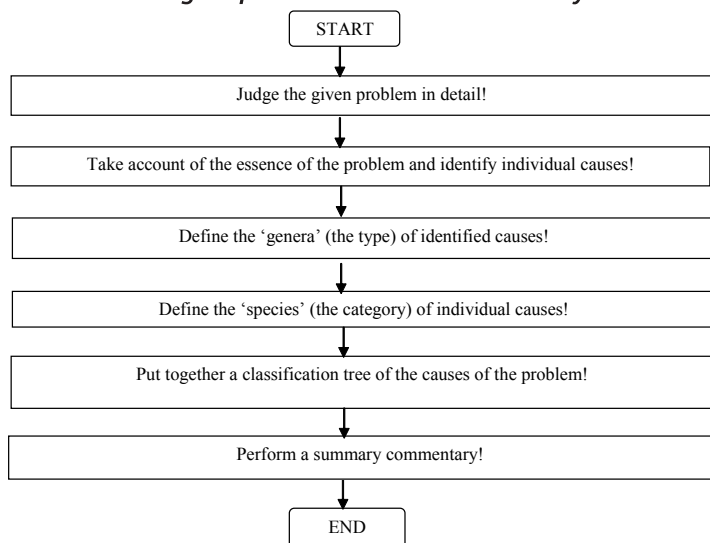 START
Judge the given problem in detail!
Take account of the essence of the problem and identify individual causes!
Define the ‘genera’ (the type) of identified causes!
Define the ‘species’ (the category) of individual causes!
Put together a classification tree of the causes of the problem!
Perform a summary commentary!
END